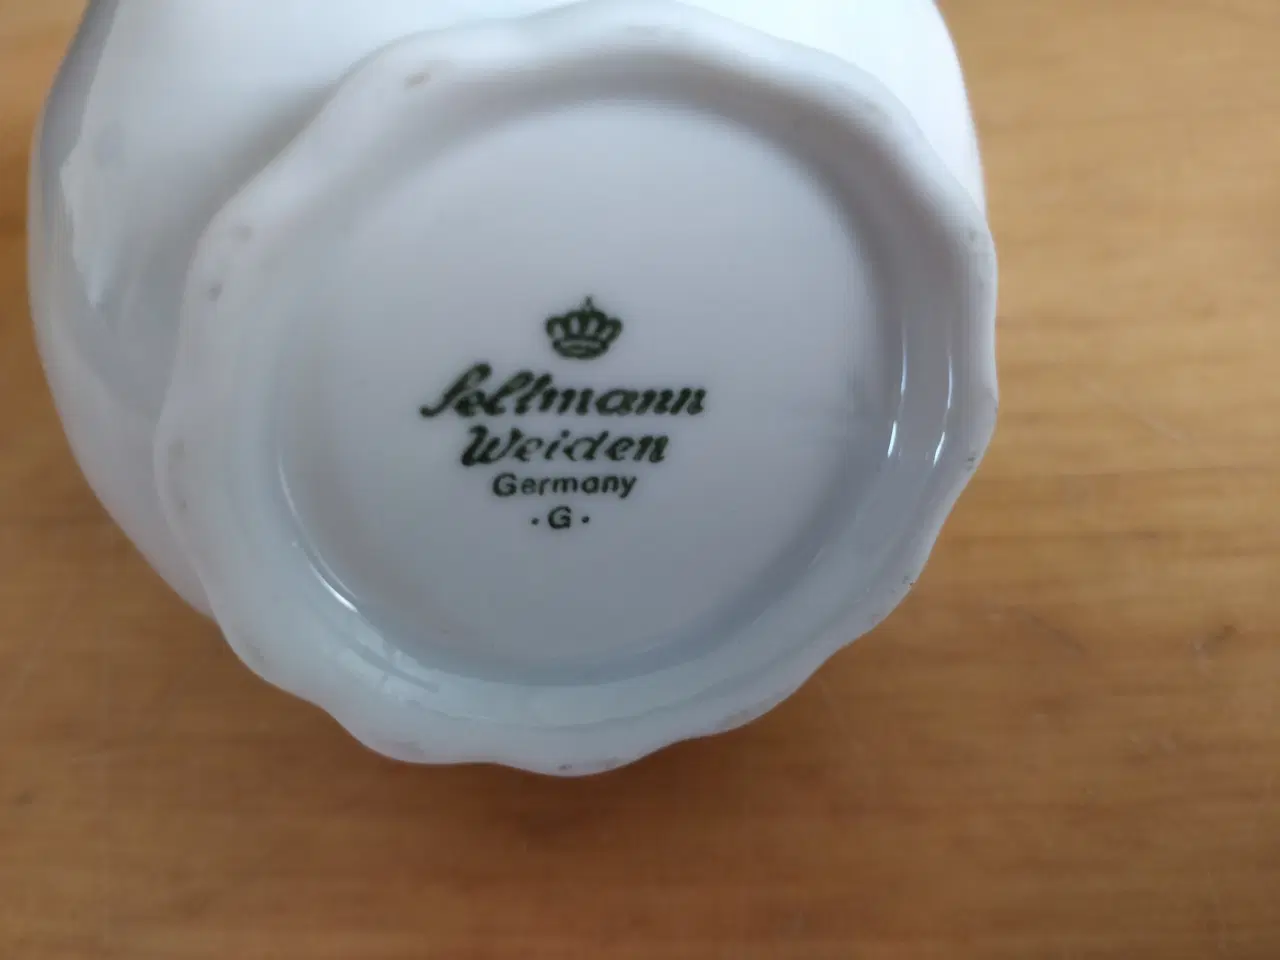 Seltmann
Weiden
Germany
·G·